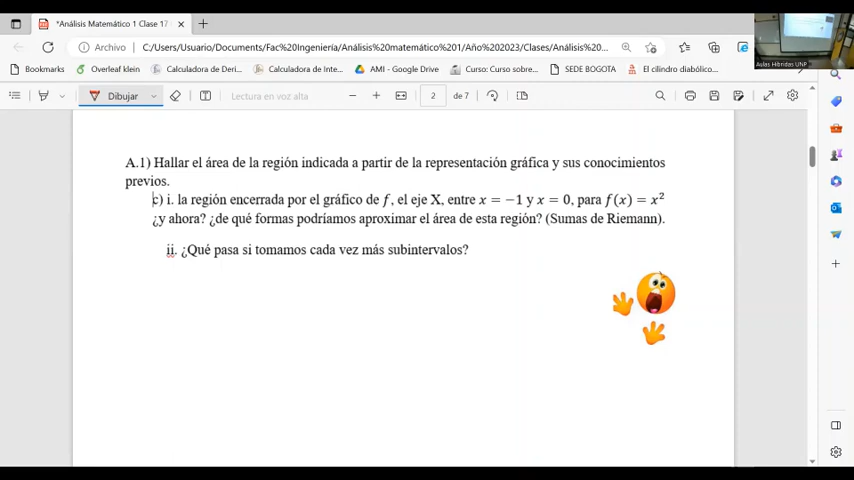 *Análisis Matemático 1 Clase 17
Archivo C:/Users/Usuario/Documents/Fac%20Ingeniería/Análisis%20matemático%201/Año%202023/Clases/Análisis%20...
Bookmarks Overleaf klein Calculadora de Deri... Calculadora de Inte... AMI - Google Drive Curso: Curso sobre... SEDE BOGOTA El cilindro diabólico...
Aulas Híbridas UNP
Dibujar Lectura en voz alta 2 de 7
A.1) Hallar el área de la región indicada a partir de la representación gráfica y sus conocimientos
previos.
c) i. la región encerrada por el gráfico de f, el eje X, entre x = −1 y x = 0, para f(x) = x²
¿y ahora? ¿de qué formas podríamos aproximar el área de esta región? (Sumas de Riemann).
ii. ¿Qué pasa si tomamos cada vez más subintervalos?